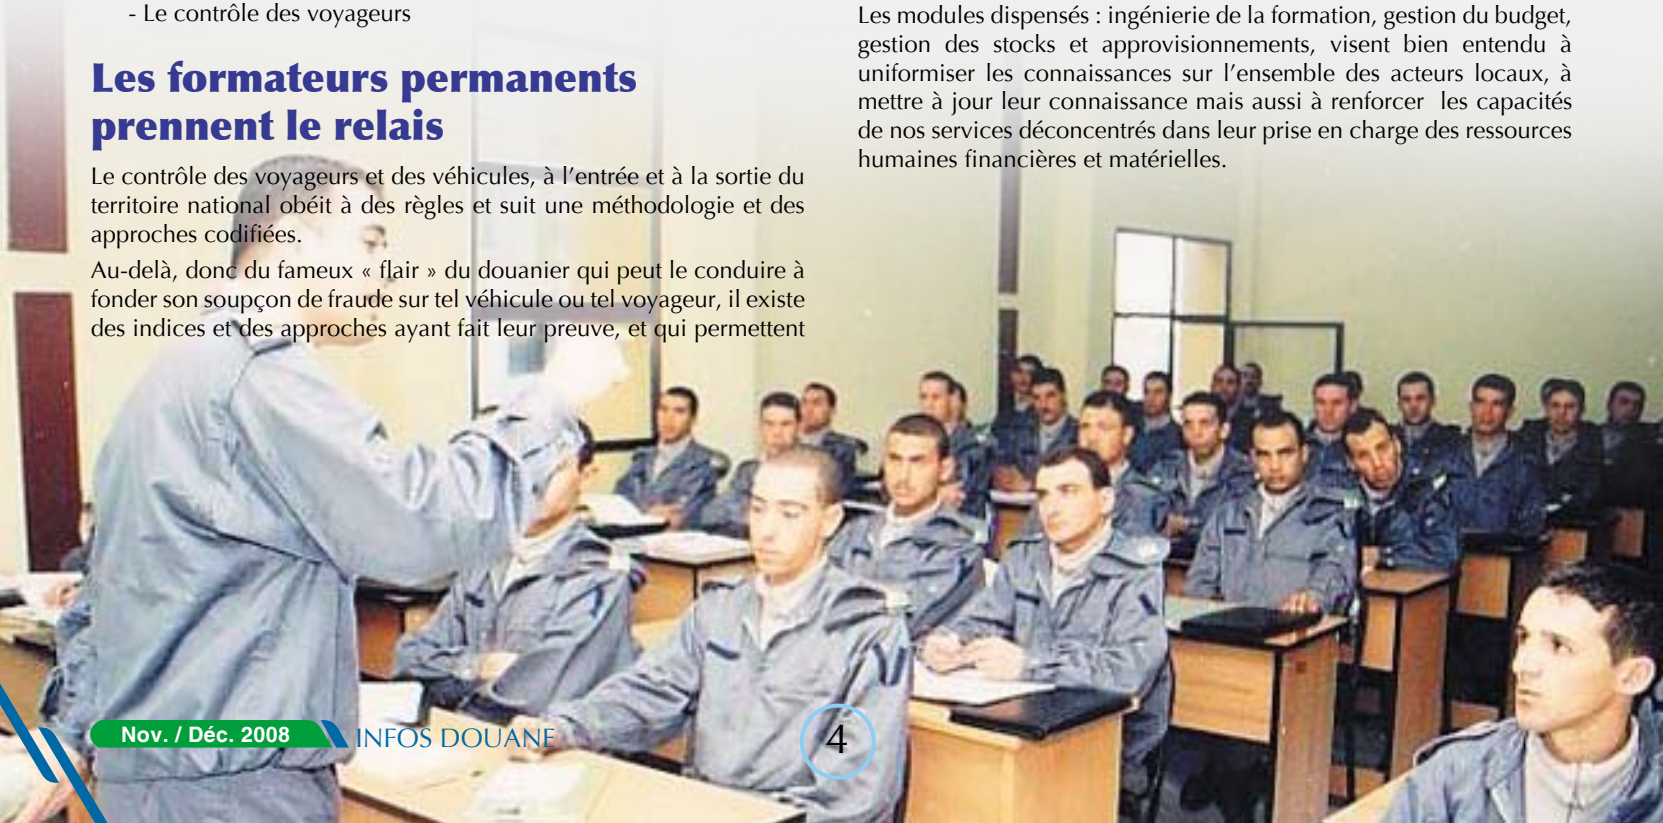 - Le contrôle des voyageurs
Les formateurs permanents
prennent le relais
Le contrôle des voyageurs et des véhicules, à l'entrée et à la sortie du
territoire national obéit à des règles et suit une méthodologie et des
approches codifiées.
Au-delà, donc du fameux « flair » du douanier qui peut le conduire à
fonder son soupçon de fraude sur tel véhicule ou tel voyageur, il existe
des indices et des approches ayant fait leur preuve, et qui permettent
Les modules dispensés : ingénierie de la formation, gestion du budget,
gestion des stocks et approvisionnements, visent bien entendu à
uniformiser les connaissances sur l'ensemble des acteurs locaux, à
mettre à jour leur connaissance mais aussi à renforcer les capacités
de nos services déconcentrés dans leur prise en charge des ressources
humaines financières et matérielles.
Nov. / Déc. 2008 INFOS DOUANE
4